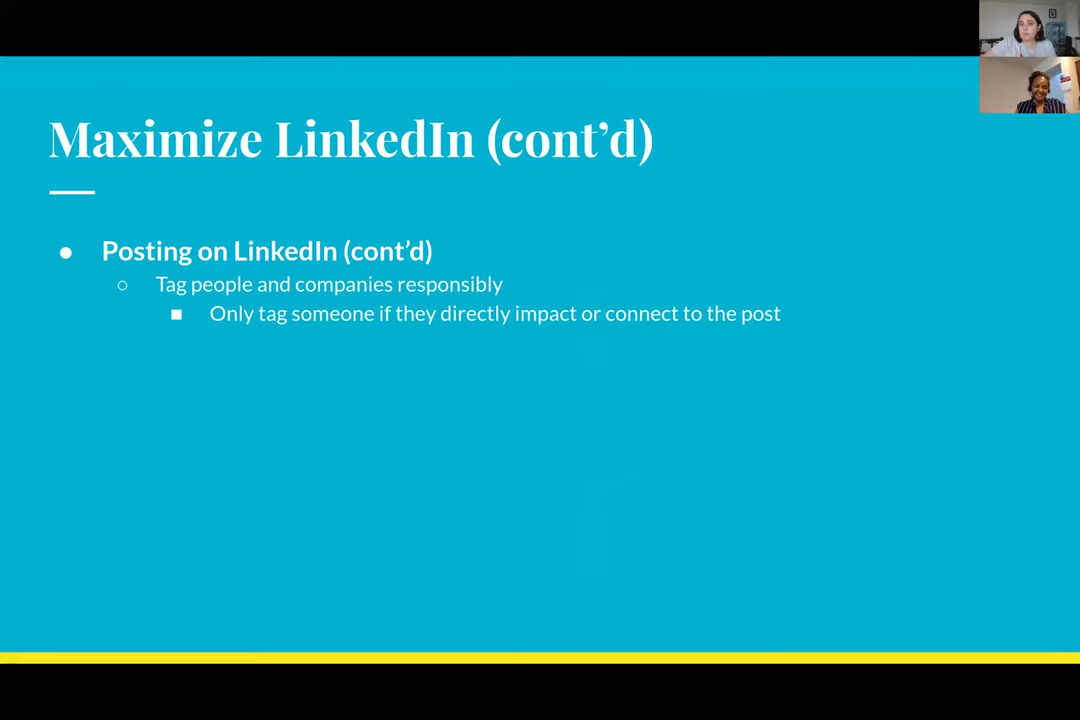 Maximize LinkedIn (cont’d)
● Posting on LinkedIn (cont’d)
○ Tag people and companies responsibly
■ Only tag someone if they directly impact or connect to the post